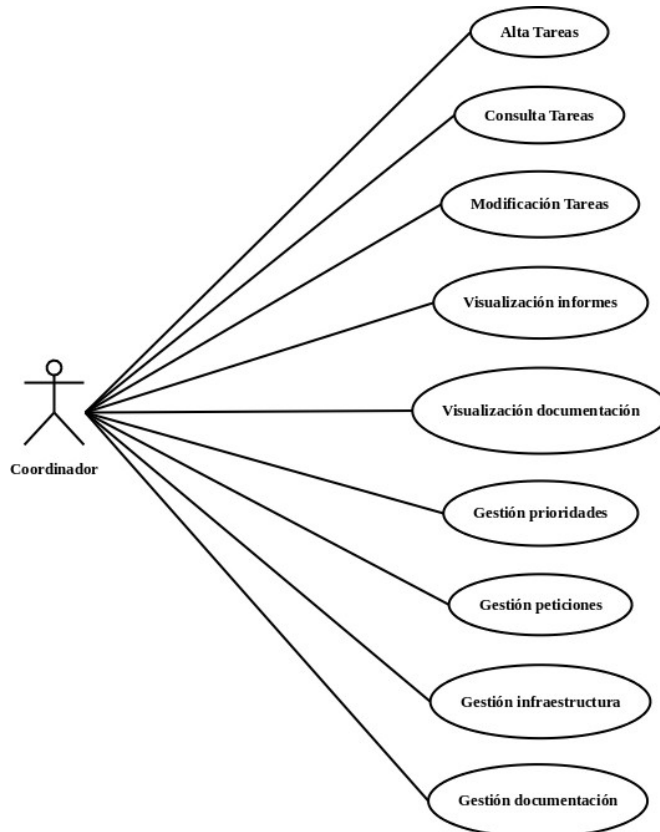 Alta Tareas
Consulta Tareas
Modificación Tareas
Visualización informes
Visualización documentación
Coordinador
Gestión prioridades
Gestión peticiones
Gestión infraestructura
Gestión documentación